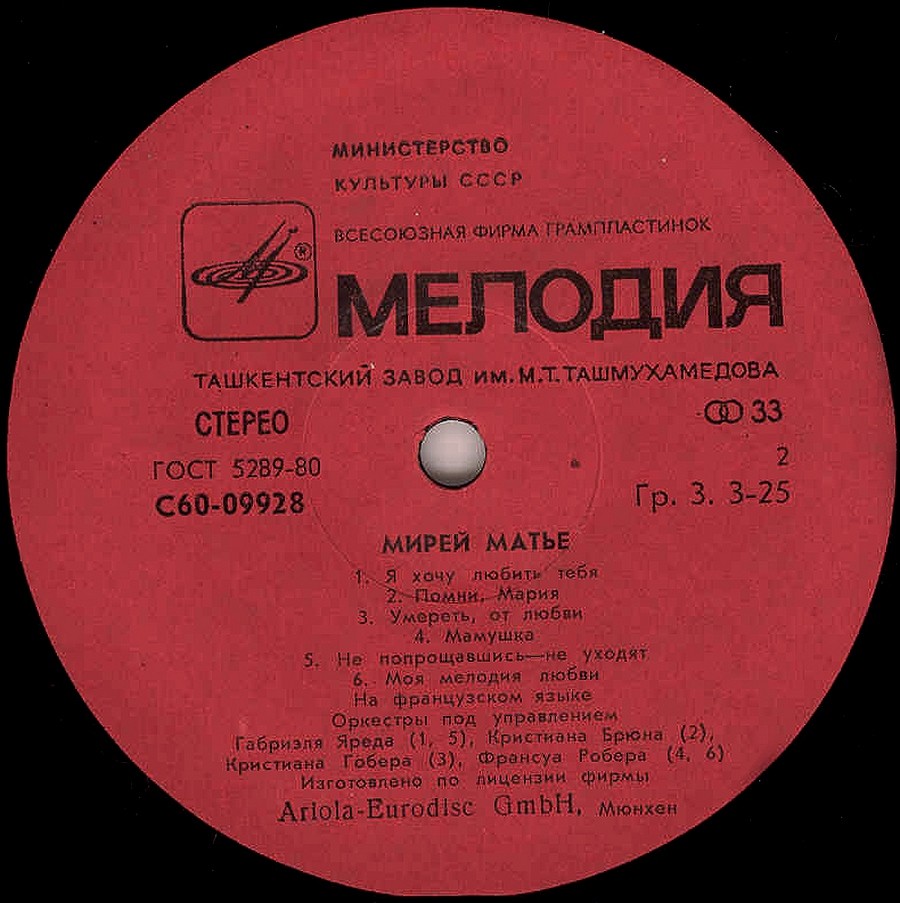 МИНИСТЕРСТВО
КУЛЬТУРЫ СССР
ВСЕСОЮЗНАЯ ФИРМА ГРАМПЛАСТИНОК
®
МЕЛОДИЯ
ТАШКЕНТСКИЙ ЗАВОД ИМ. М.Т. ТАШМУХАМЕДОВА
СТЕРЕО
33
ГОСТ 5289-80
2
С60-09928
Гр. 3. 3-25
МИРЕЙ МАТЬЕ
1. Я хочу любить тебя
2. Помни, Мария
3. Умереть, от любви
4. Мамушка
5. Не попрощавшись—не уходят
6. Моя мелодия любви
На французском языке
Оркестры под управлением
Габриэля Яреда (1, 5), Кристиана Брюна (2),
Кристиана Гобера (3), Франсуа Робера (4, 6)
Изготовлено по лицензии фирмы
Ariola-Eurodisc GmbH, Мюнхен